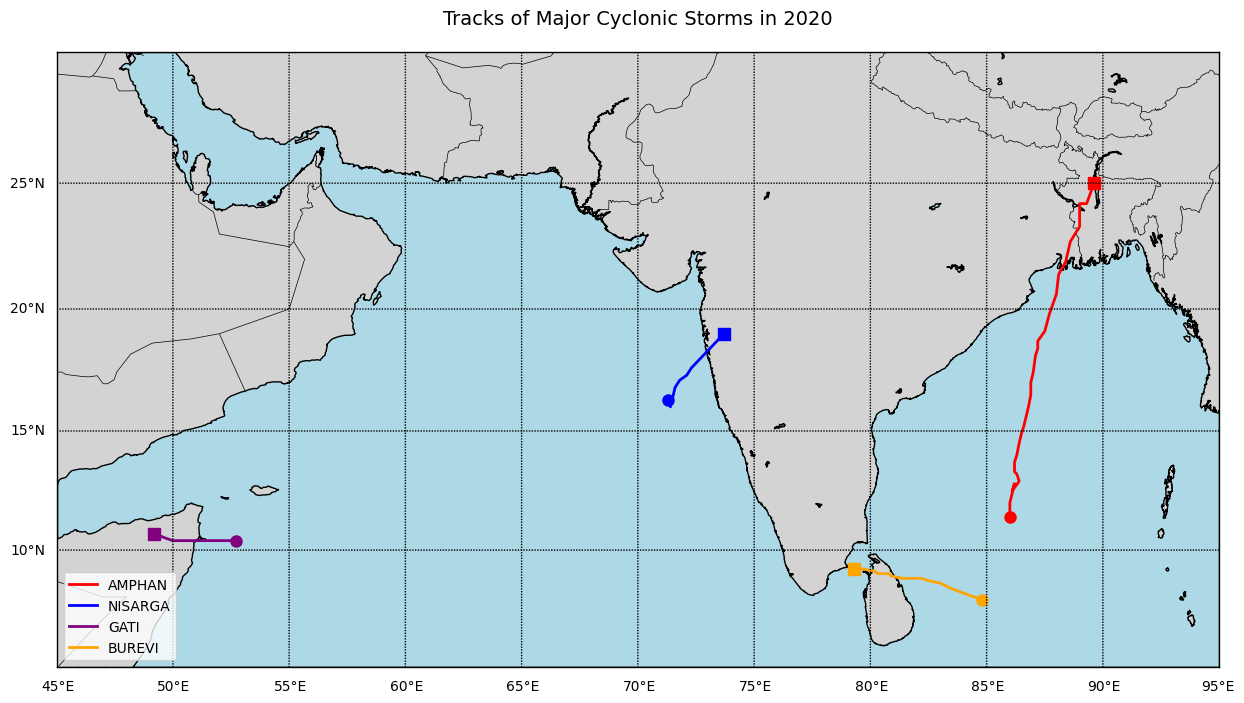 Tracks of Major Cyclonic Storms in 2020
25°N
20°N
15°N
10°N
AMPHAN
NISARGA
GATI
BUREVI
45°E 50°E 55°E 60°E 65°E 70°E 75°E 80°E 85°E 90°E 95°E